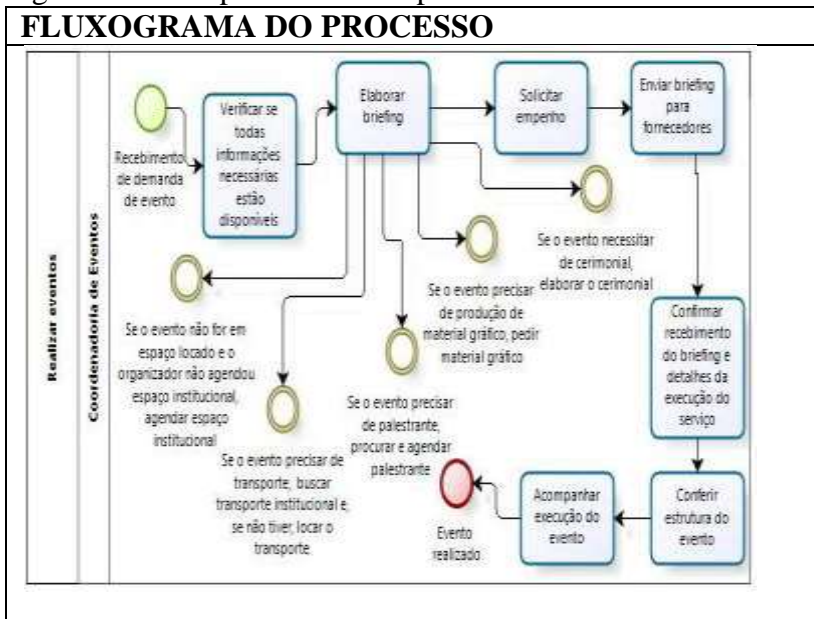 FLUXOGRAMA DO PROCESSO
Realizar eventos
Coordenadoria de Eventos
Recebimento
de demanda
de evento
Verificar se
todas
informações
necessárias
estão
disponíveis
Elaborar
briefing
Solicitar
empenho
Enviar briefing
para
fornecedores
Se o evento não for em
espaço locado e o
organizador não agendou
espaço institucional,
agendar espaço
institucional
Se o evento precisar de
transporte, buscar
transporte institucional e,
se não tiver, locar o
transporte
Se o evento precisar
de palestrante,
procurar e agendar
palestrante
Se o evento precisar
de produção de
material gráfico, pedir
material gráfico
Se o evento necessitar
de cerimonial,
elaborar o cerimonial
Confirmar
recebimento
do briefing e
detalhes da
execução do
serviço
Conferir
estrutura do
evento
Acompanhar
execução do
evento
Evento
realizado